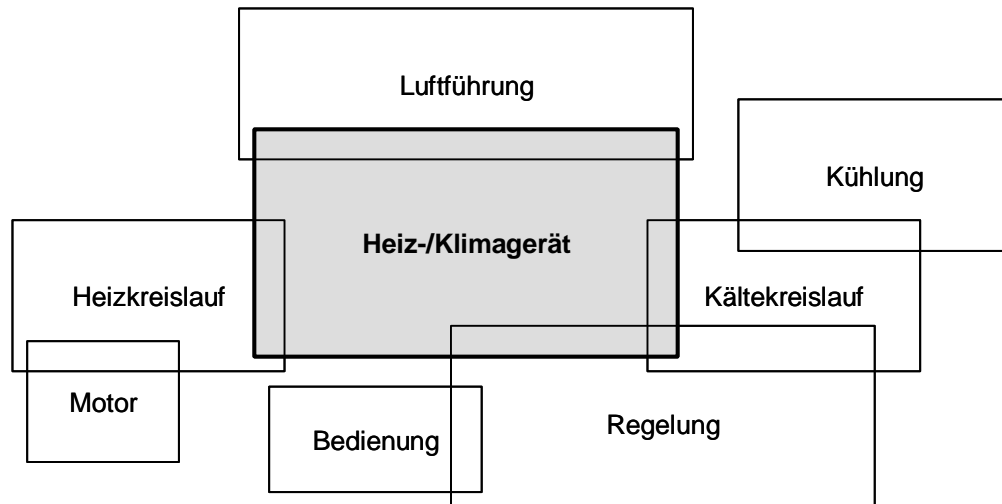 Luftführung
Kühlung
Heiz-/Klimagerät
Heizkreislauf
Kältekreislauf
Motor
Bedienung
Regelung